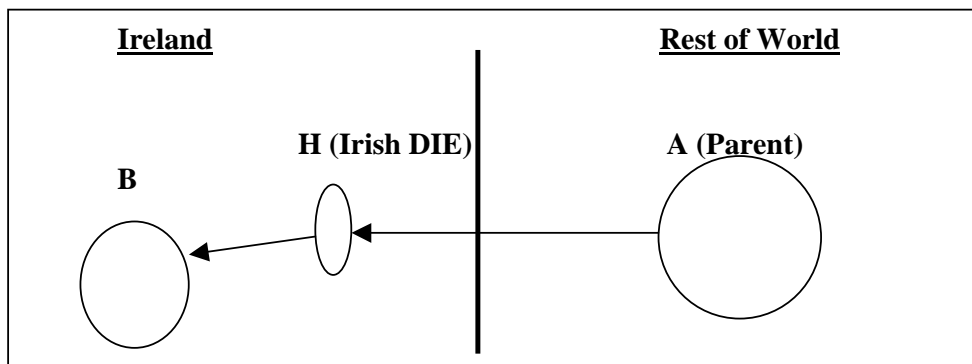 Ireland
Rest of World
H (Irish DIE)
A (Parent)
B